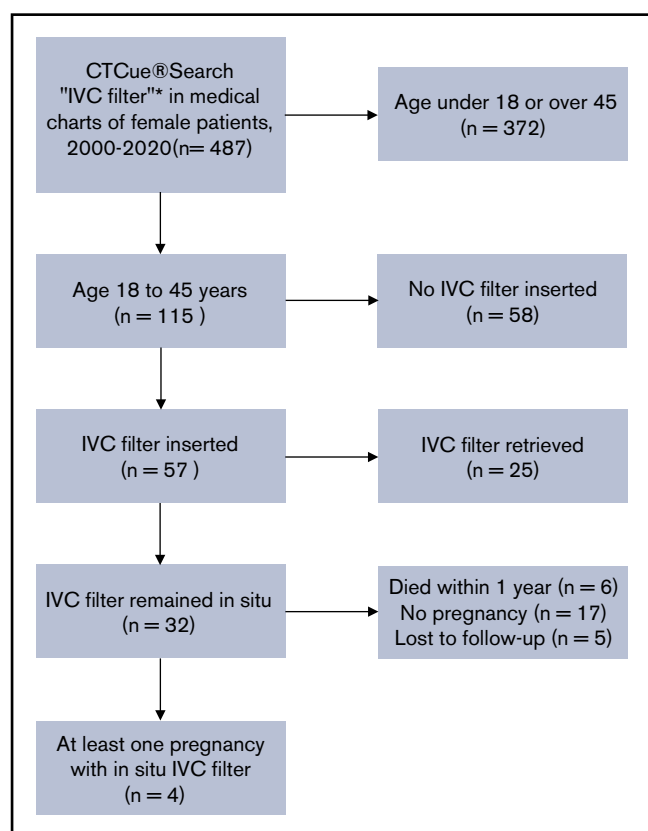 CTCue®Search
"IVC filter"* in medical
charts of female patients,
2000-2020(n= 487)
Age under 18 or over 45
(n = 372)
Age 18 to 45 years
(n = 115 )
No IVC filter inserted
(n = 58)
IVC filter inserted
(n = 57 )
IVC filter retrieved
(n = 25)
IVC filter remained in situ
(n = 32)
Died within 1 year (n = 6)
No pregnancy (n = 17)
Lost to follow-up (n = 5)
At least one pregnancy
with in situ IVC filter
(n = 4)